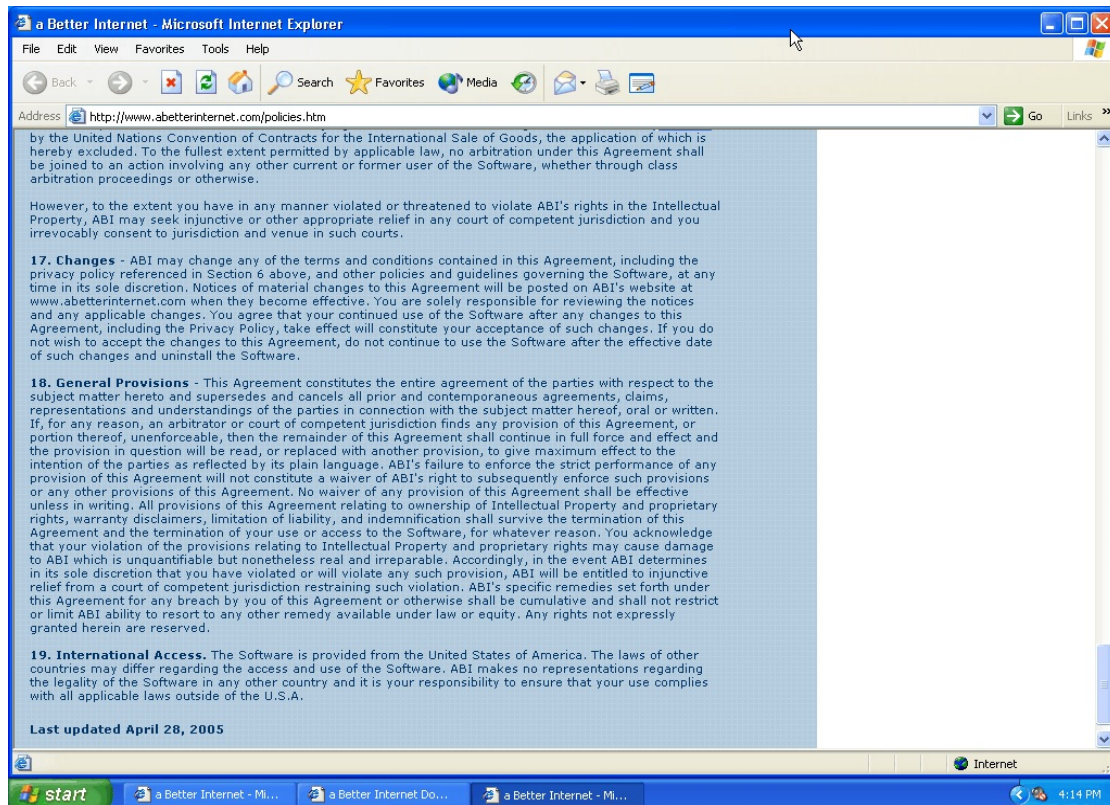 a Better Internet - Microsoft Internet Explorer
File Edit View Favorites Tools Help
Back Search Favorites Media
Address http://www.abetterinternet.com/policies.htm Go Links »
by the United Nations Convention of Contracts for the International Sale of Goods, the application of which is
hereby excluded. To the fullest extent permitted by applicable law, no arbitration under this Agreement shall
be joined to an action involving any other current or former user of the Software, whether through class
arbitration proceedings or otherwise.
However, to the extent you have in any manner violated or threatened to violate ABI's rights in the Intellectual
Property, ABI may seek injunctive or other appropriate relief in any court of competent jurisdiction and you
irrevocably consent to jurisdiction and venue in such courts.
17. Changes - ABI may change any of the terms and conditions contained in this Agreement, including the
privacy policy referenced in Section 6 above, and other policies and guidelines governing the Software, at any
time in its sole discretion. Notices of material changes to this Agreement will be posted on ABI's website at
www.abetterinternet.com when they become effective. You are solely responsible for reviewing the notices
and any applicable changes. You agree that your continued use of the Software after any changes to this
Agreement, including the Privacy Policy, take effect will constitute your acceptance of such changes. If you do
not wish to accept the changes to this Agreement, do not continue to use the Software after the effective date
of such changes and uninstall the Software.
18. General Provisions - This Agreement constitutes the entire agreement of the parties with respect to the
subject matter hereto and supersedes and cancels all prior and contemporaneous agreements, claims,
representations and understandings of the parties in connection with the subject matter hereof, oral or written.
If, for any reason, an arbitrator or court of competent jurisdiction finds any provision of this Agreement, or
portion thereof, unenforceable, then the remainder of this Agreement shall continue in full force and effect and
the provision in question will be read, or replaced with another provision, to give maximum effect to the
intention of the parties as reflected by its plain language. ABI's failure to enforce the strict performance of any
provision of this Agreement will not constitute a waiver of ABI's right to subsequently enforce such provisions
or any other provisions of this Agreement. No waiver of any provision of this Agreement shall be effective
unless in writing. All provisions of this Agreement relating to ownership of Intellectual Property and proprietary
rights, warranty disclaimers, limitation of liability, and indemnification shall survive the termination of this
Agreement and the termination of your use or access to the Software, for whatever reason. You acknowledge
that your violation of the provisions relating to Intellectual Property and proprietary rights may cause damage
to ABI which is unquantifiable but nonetheless real and irreparable. Accordingly, in the event ABI determines
in its sole discretion that you have violated or will violate any such provision, ABI will be entitled to injunctive
relief from a court of competent jurisdiction restraining such violation. ABI's specific remedies set forth under
this Agreement for any breach by you of this Agreement or otherwise shall be cumulative and shall not restrict
or limit ABI ability to resort to any other remedy available under law or equity. Any rights not expressly
granted herein are reserved.
19. International Access. The Software is provided from the United States of America. The laws of other
countries may differ regarding the access and use of the Software. ABI makes no representations regarding
the legality of the Software in any other country and it is your responsibility to ensure that your use complies
with all applicable laws outside of the U.S.A.
Last updated April 28, 2005
Internet
start a Better Internet - Mi... a Better Internet Do... a Better Internet - Mi... 4:14 PM